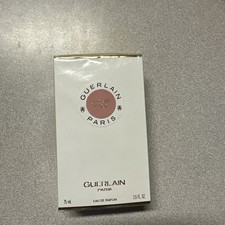 GUERLAIN
PARIS
GUERLAIN
PARIS
75 ml
2.5 FL.OZ.
EAU DE PARFUM